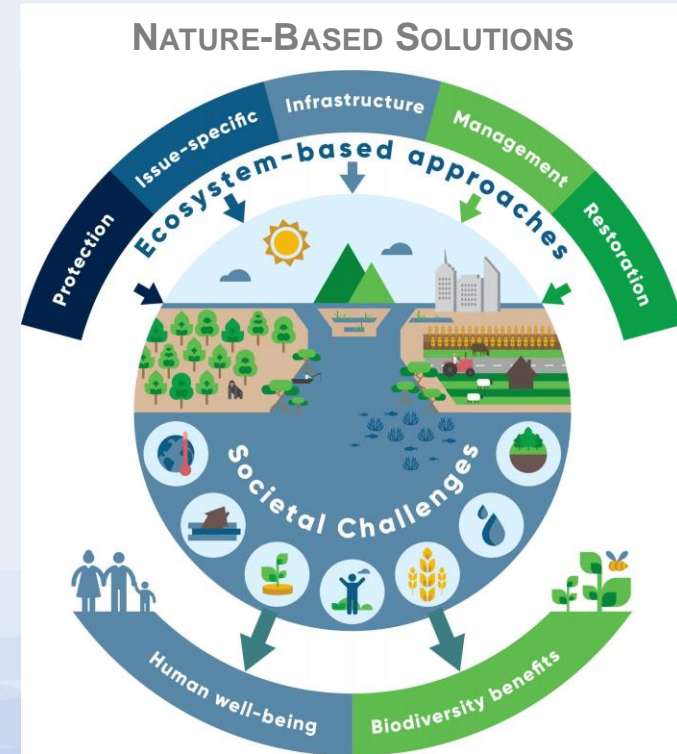 NATURE-BASED SOLUTIONS
Protection
Issue-specific
Infrastructure
Management
Restoration
Ecosystem-based approaches
Societal Challenges
Human well-being
Biodiversity benefits